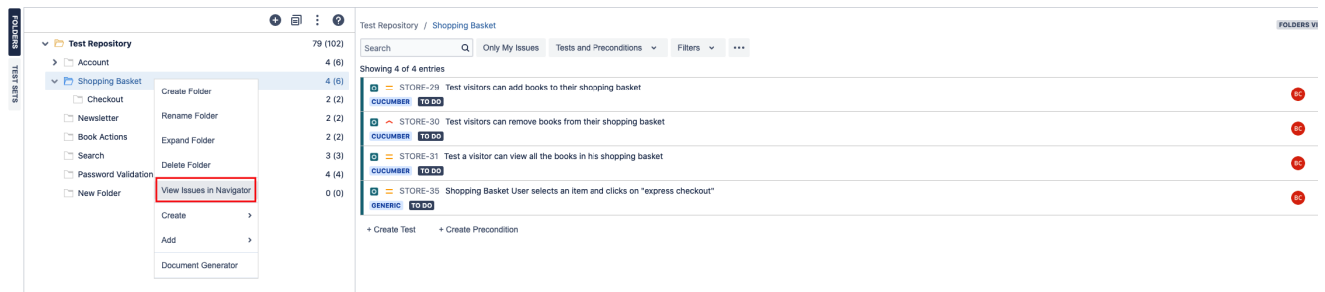 FOLDERS
TEST SETS
Test Repository 79 (102)
Account 4 (6)
Shopping Basket 4 (6)
Checkout 2 (2)
Newsletter 2 (2)
Book Actions 2 (2)
Search 3 (3)
Password Validation 4 (4)
New Folder 0 (0)
Create Folder
Rename Folder
Expand Folder
Delete Folder
View Issues in Navigator
Create
Add
Document Generator
Test Repository / Shopping Basket
FOLDERS VI
Search
Only My Issues
Tests and Preconditions
Filters
Showing 4 of 4 entries
STORE-29 Test visitors can add books to their shopping basket
CUCUMBER TO DO
BC
STORE-30 Test visitors can remove books from their shopping basket
CUCUMBER TO DO
BC
STORE-31 Test a visitor can view all the books in his shopping basket
CUCUMBER TO DO
BC
STORE-35 Shopping Basket User selects an item and clicks on "express checkout"
GENERIC TO DO
BC
+ Create Test + Create Precondition